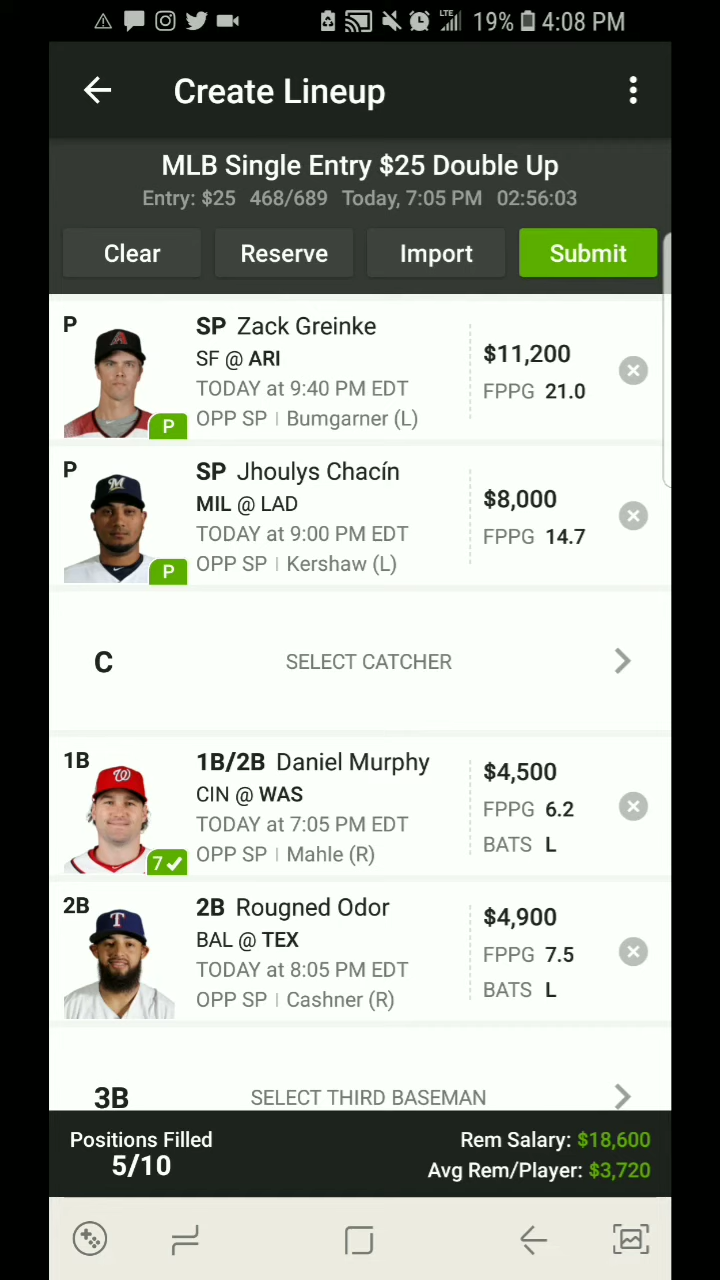 LTE 19% 4:08 PM
Create Lineup
MLB Single Entry $25 Double Up
Entry: $25 468/689 Today, 7:05 PM 02:56:03
Clear Reserve Import Submit
P
SP Zack Greinke
SF @ ARI
TODAY at 9:40 PM EDT
OPP SP | Bumgarner (L)
P
$11,200
FPPG 21.0
P
SP Jhoulys Chacín
MIL @ LAD
TODAY at 9:00 PM EDT
OPP SP | Kershaw (L)
P
$8,000
FPPG 14.7
C SELECT CATCHER
1B
1B/2B Daniel Murphy
CIN @ WAS
TODAY at 7:05 PM EDT
OPP SP | Mahle (R)
7
$4,500
FPPG 6.2
BATS L
2B
2B Rougned Odor
BAL @ TEX
TODAY at 8:05 PM EDT
OPP SP | Cashner (R)
$4,900
FPPG 7.5
BATS L
3B SELECT THIRD BASEMAN
Positions Filled
5/10
Rem Salary: $18,600
Avg Rem/Player: $3,720